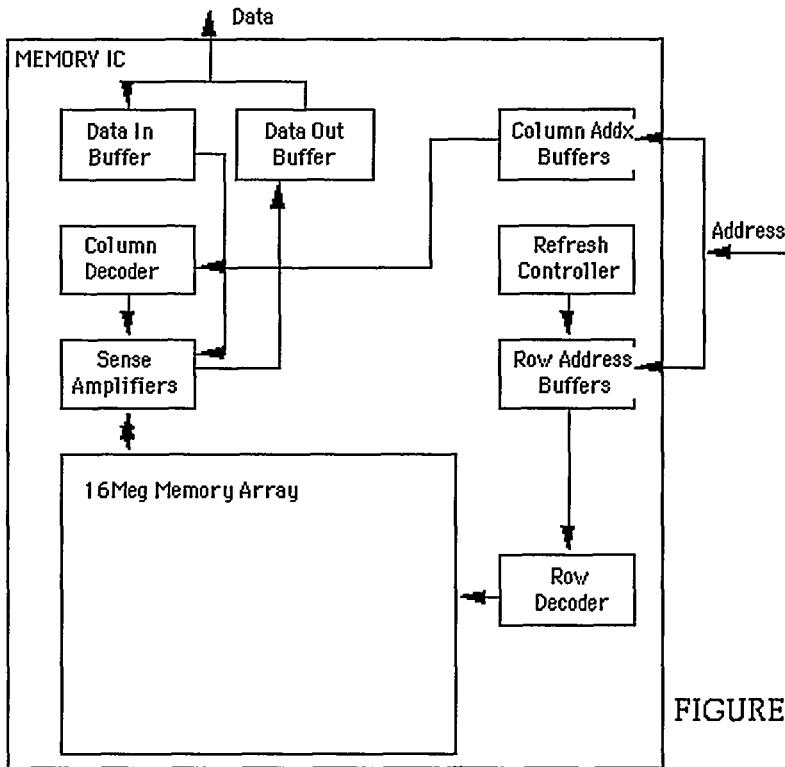 Data
MEMORY IC
Data In
Buffer
Data Out
Buffer
Column Addx
Buffers
Address
Column
Decoder
Refresh
Controller
Sense
Amplifiers
Row Address
Buffers
16Meg Memory Array
Row
Decoder
FIGURE